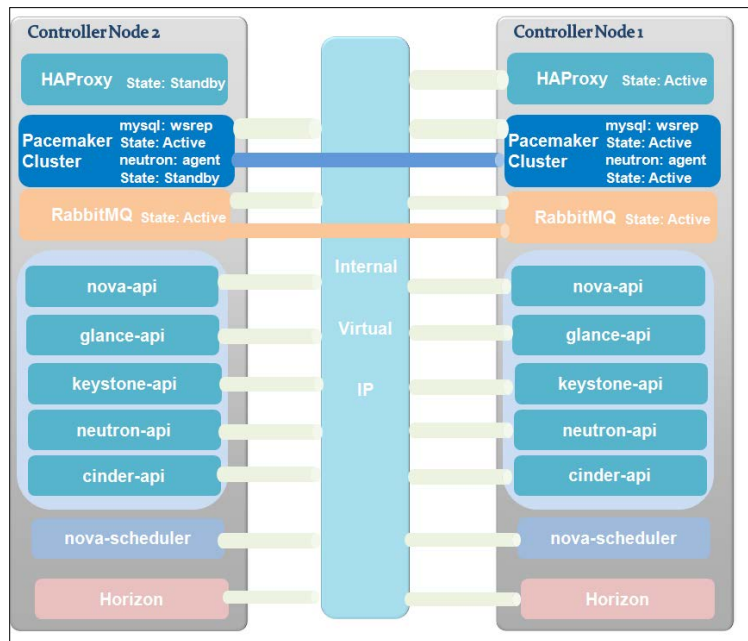 Controller Node 2
HAProxy State: Standby
Pacemaker Cluster
mysql: wsrep
State: Active
neutron: agent
State: Standby
RabbitMQ State: Active
nova-api
glance-api
keystone-api
neutron-api
cinder-api
nova-scheduler
Horizon
Internal
Virtual
IP
Controller Node 1
HAProxy State: Active
Pacemaker Cluster
mysql: wsrep
State: Active
neutron: agent
State: Active
RabbitMQ State: Active
nova-api
glance-api
keystone-api
neutron-api
cinder-api
nova-scheduler
Horizon